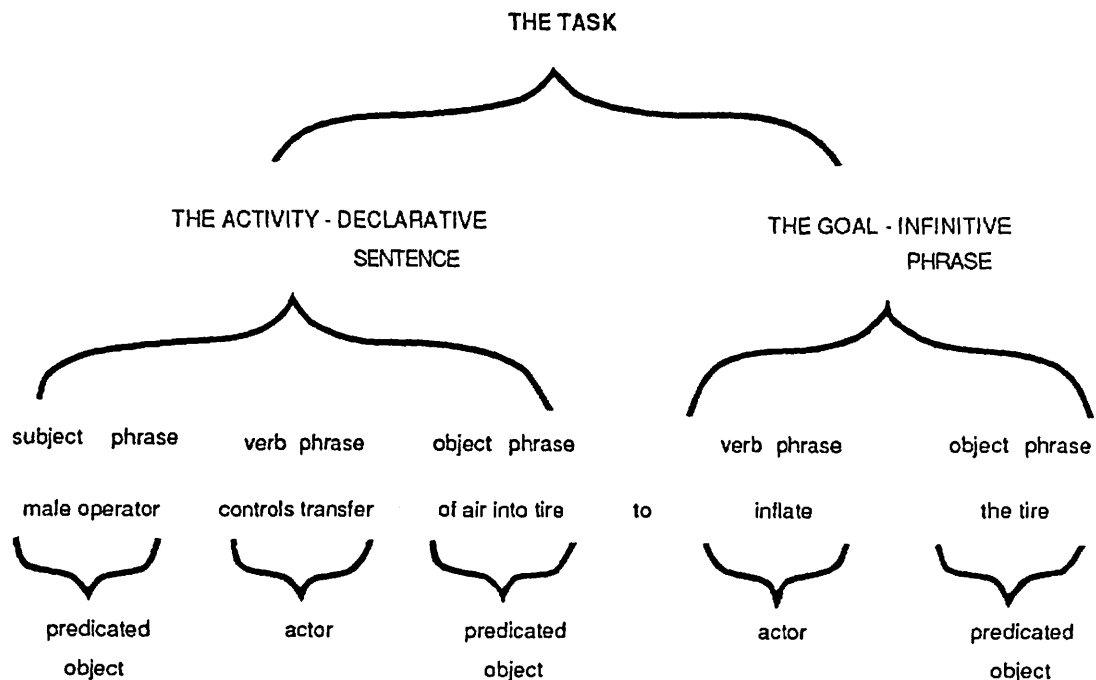 THE TASK
THE ACTIVITY - DECLARATIVE
SENTENCE
THE GOAL - INFINITIVE
PHRASE
subject phrase verb phrase object phrase verb phrase object phrase
male operator controls transfer of air into tire to inflate the tire
predicated actor predicated actor predicated
object object object